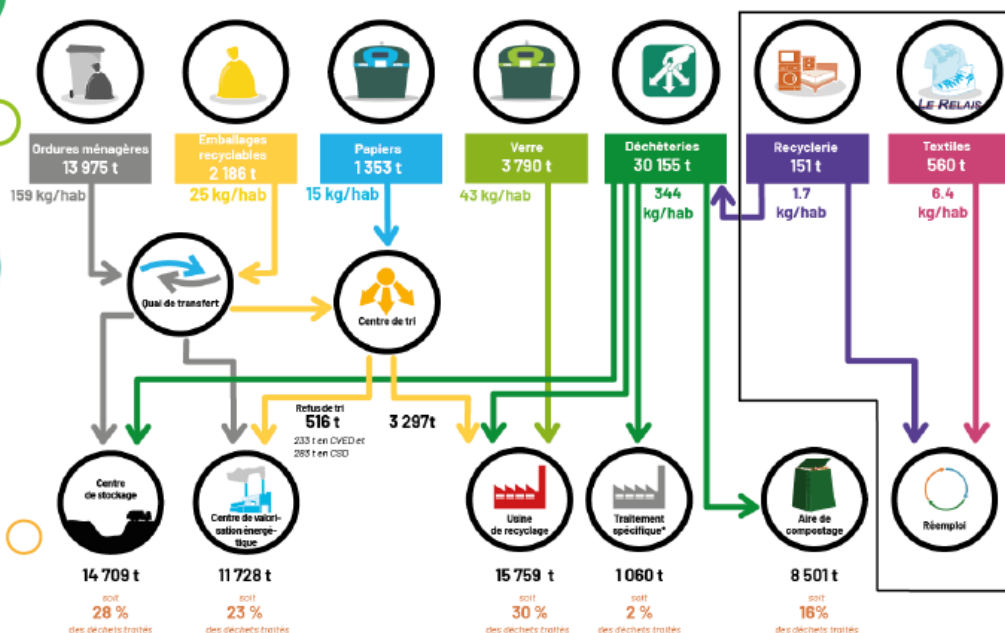 LE RELAIS
Ordures ménagères
13 975 t
Emballages
recyclables
2 186 t
Papiers
1 353 t
Verre
3 790 t
Déchèteries
30 155 t
Recyclerie
151 t
Textiles
560 t
159 kg/hab
25 kg/hab
15 kg/hab
43 kg/hab
344
kg/hab
1.7
kg/hab
6.4
kg/hab
Quai de transfert
Centre de tri
Refus de tri
516 t
233 t en CVED et
283 t en CSD
3 297t
Centre
de stockage
Centre de valori-
sation énergé-
tique
Usine
de recyclage
Traitement
spécifique*
Aire de
compostage
Réemploi
14 709 t
soit
28 %
des déchets traités
11 728 t
soit
23 %
des déchets traités
15 759 t
soit
30 %
des déchets traités
1 060 t
soit
2 %
des déchets traités
8 501 t
soit
16%
des déchets traités